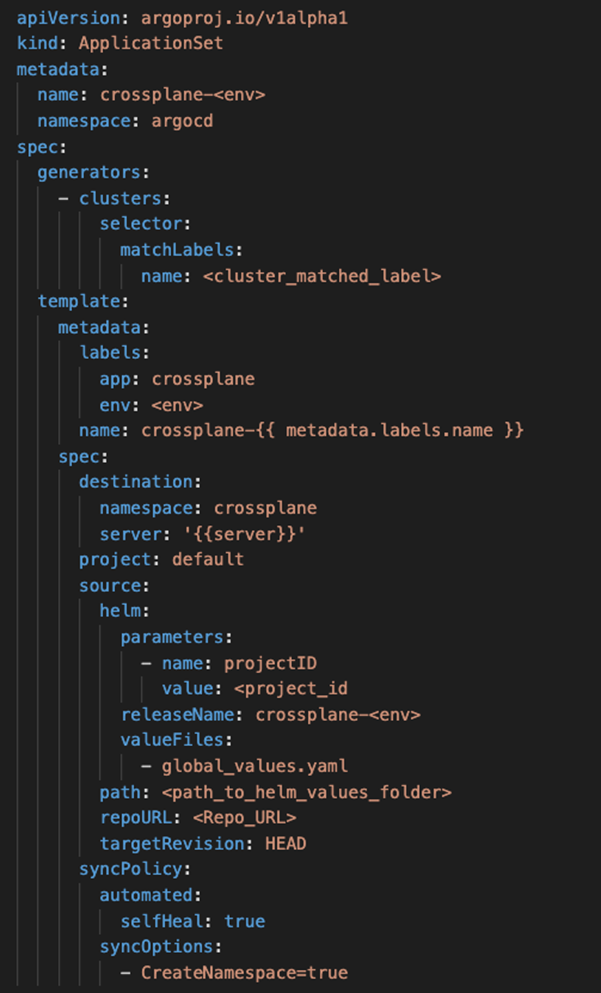 apiVersion: argoproj.io/v1alpha1
kind: ApplicationSet
metadata:
  name: crossplane-<env>
  namespace: argocd
spec:
  generators:
    - clusters:
        selector:
          matchLabels:
            name: <cluster_matched_label>
  template:
    metadata:
      labels:
        app: crossplane
        env: <env>
      name: crossplane-{{ metadata.labels.name }}
    spec:
      destination:
        namespace: crossplane
        server: '{{server}}'
      project: default
      source:
        helm:
          parameters:
            - name: projectID
              value: <project_id
          releaseName: crossplane-<env>
          valueFiles:
            - global_values.yaml
        path: <path_to_helm_values_folder>
        repoURL: <Repo_URL>
        targetRevision: HEAD
      syncPolicy:
        automated:
          selfHeal: true
        syncOptions:
          - CreateNamespace=true